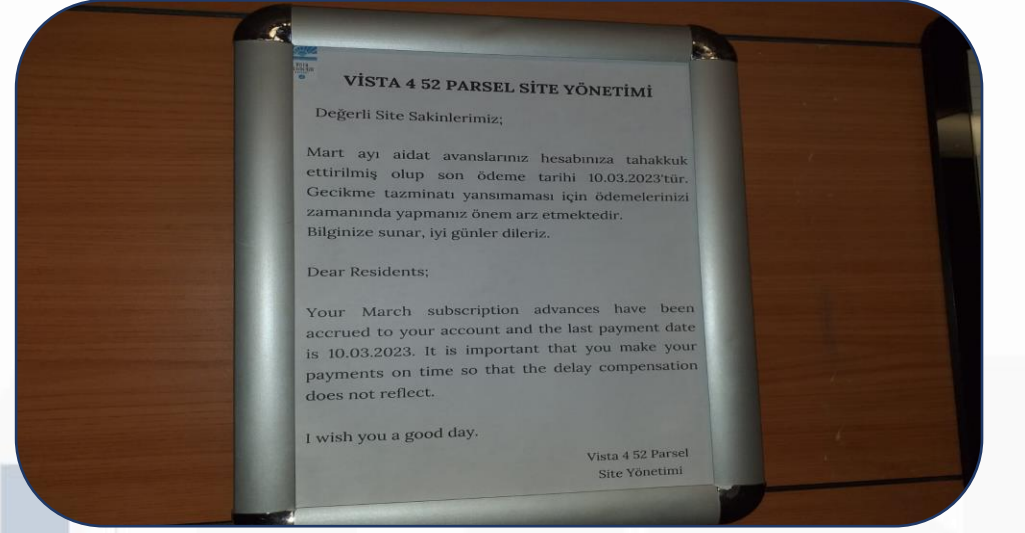 VİSTA 4 52 PARSEL SİTE YÖNETİMİ
Değerli Site Sakinlerimiz;
Mart ayı aidat avanslarınız hesabınıza tahakkuk
ettirilmiş olup son ödeme tarihi 10.03.2023'tür.
Gecikme tazminatı yansımaması için ödemelerinizi
zamanında yapmanız önem arz etmektedir.
Bilginize sunar, iyi günler dileriz.
Dear Residents;
Your March subscription advances have been
accrued to your account and the last payment date
is 10.03.2023. It is important that you make your
payments on time so that the delay compensation
does not reflect.
I wish you a good day.
Vista 4 52 Parsel
Site Yönetimi